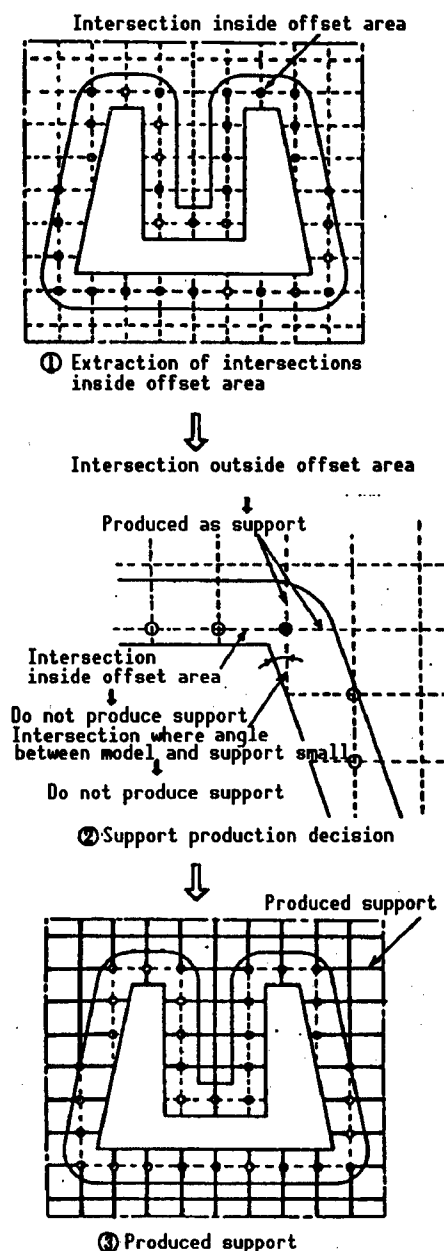 Intersection inside offset area
① Extraction of intersections
inside offset area
Intersection outside offset area
Produced as support
Intersection
inside offset area
Do not produce support
Intersection where angle
between model and support small
Do not produce support
② Support production decision
Produced support
③ Produced support